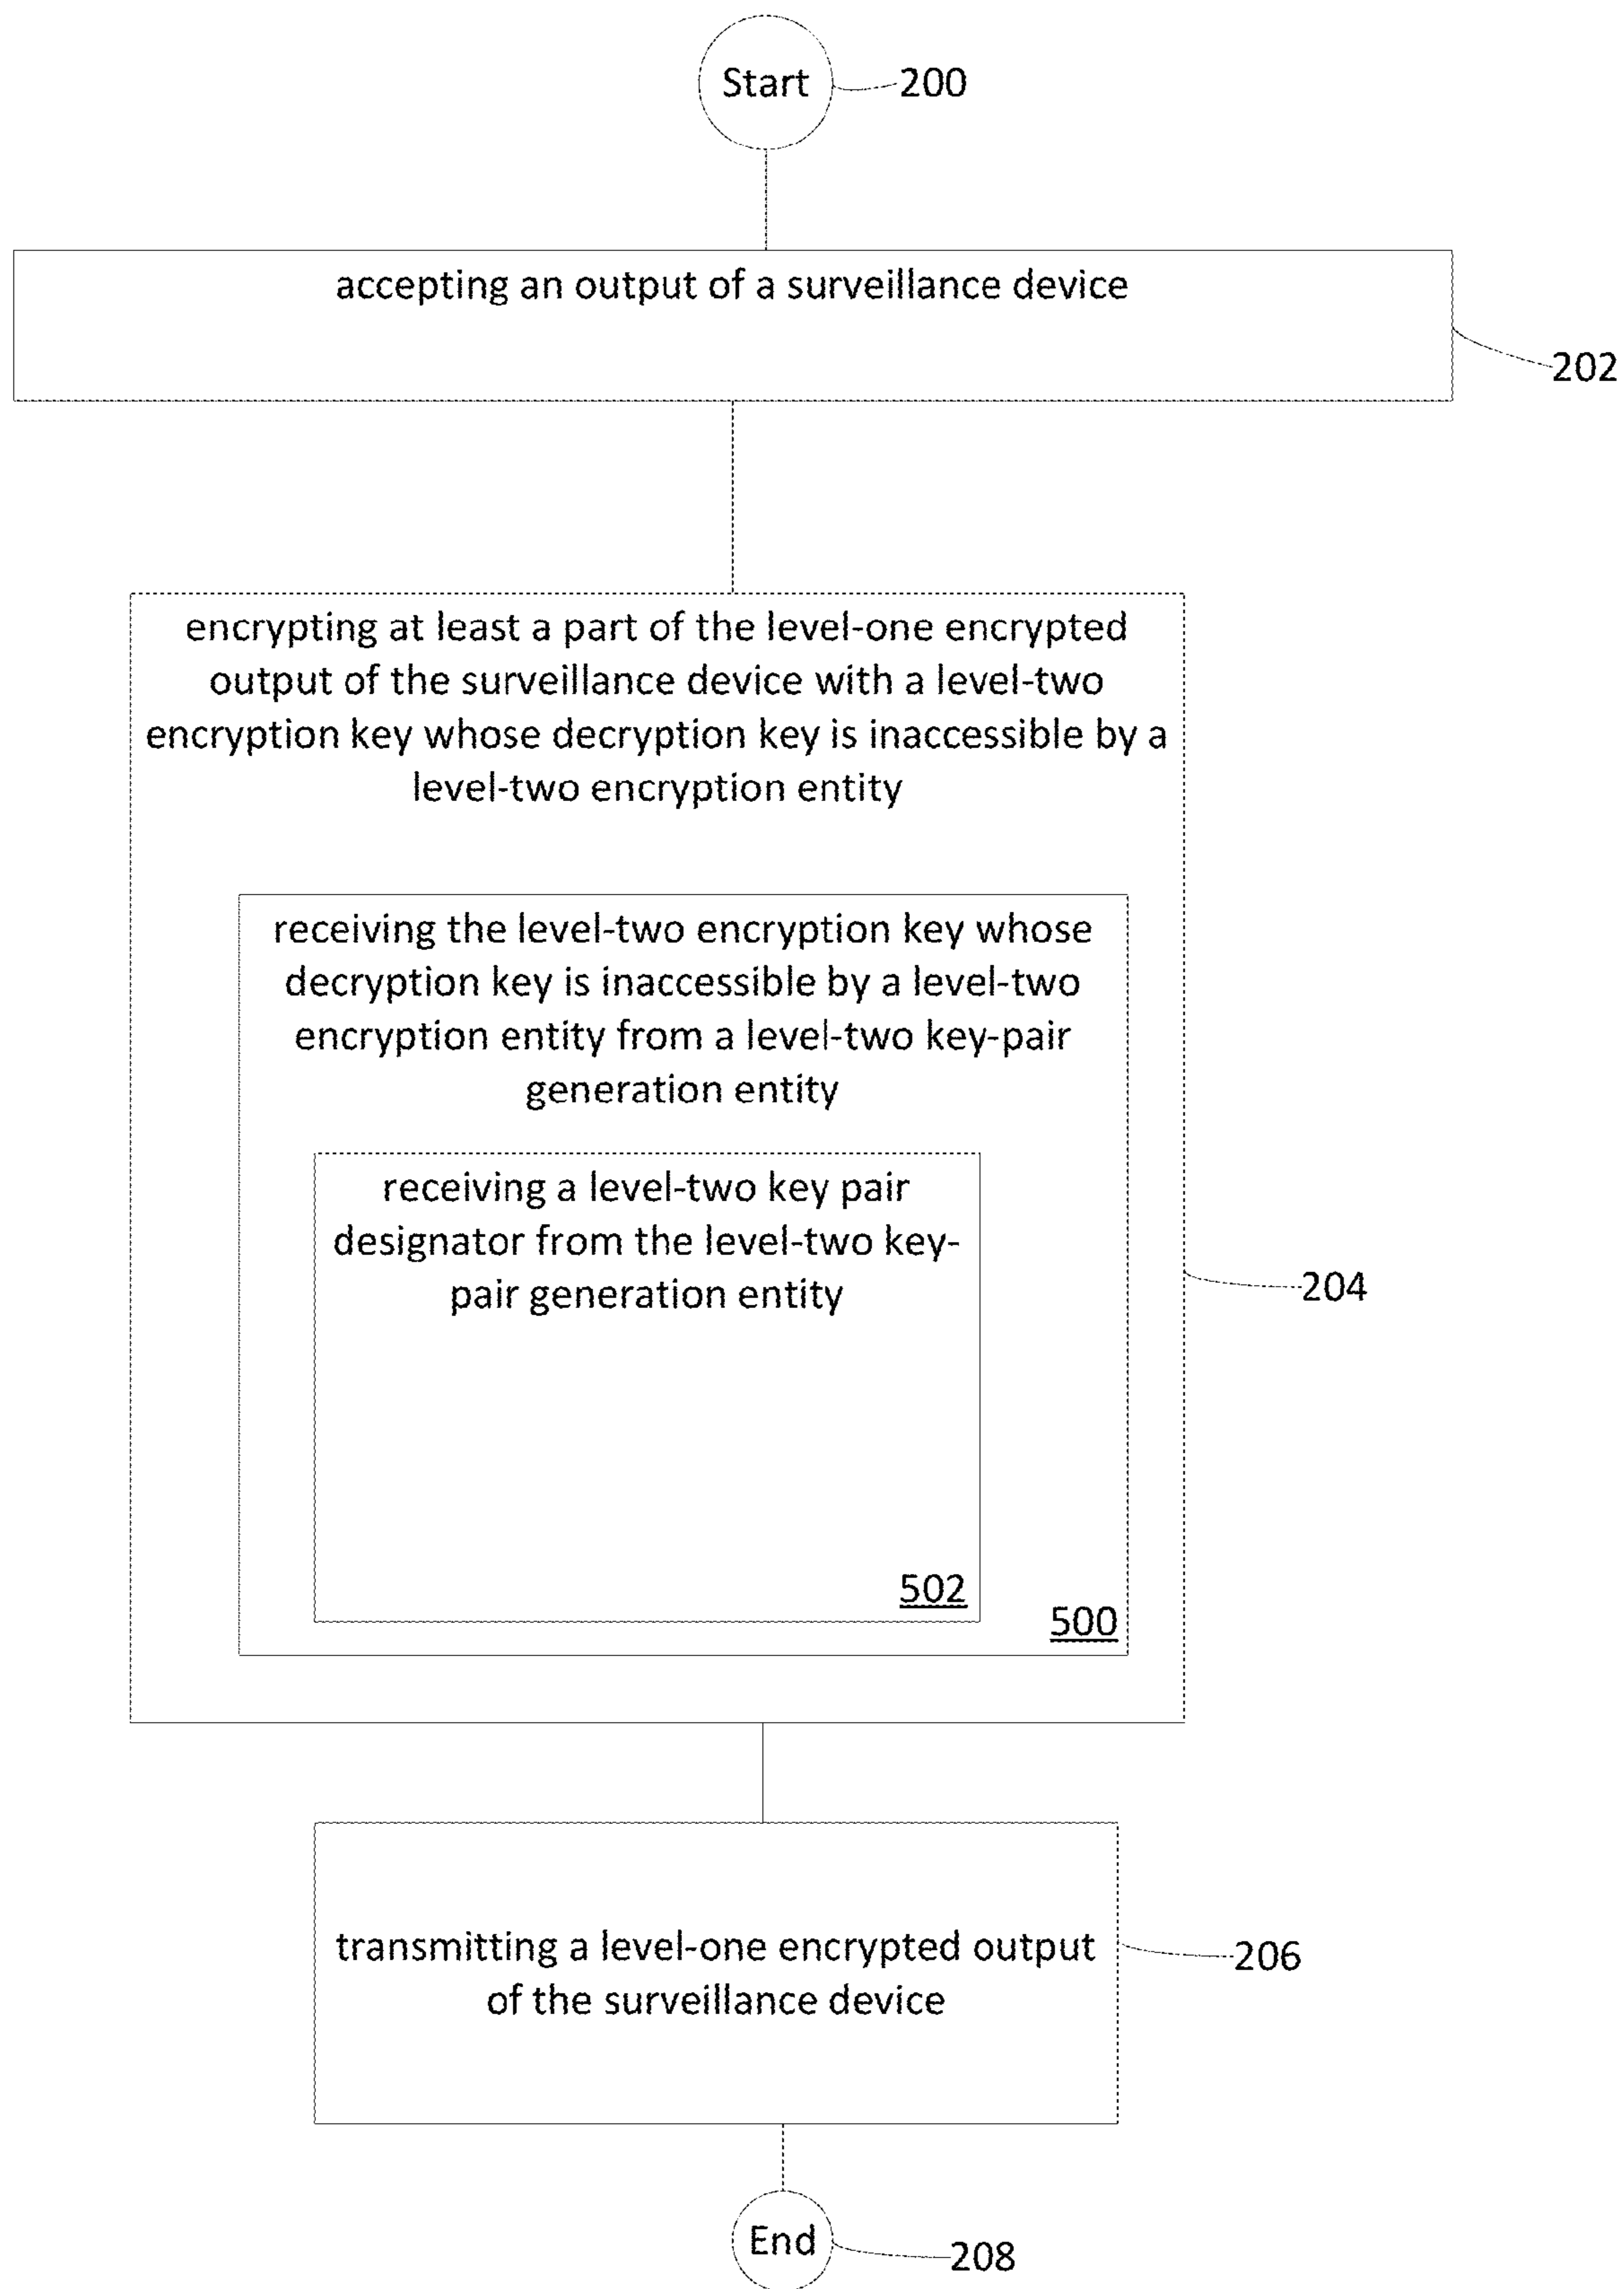 Start
200
accepting an output of a surveillance device
202
encrypting at least a part of the level-one encrypted
output of the surveillance device with a level-two
encryption key whose decryption key is inaccessible by a
level-two encryption entity
receiving the level-two encryption key whose
decryption key is inaccessible by a level-two
encryption entity from a level-two key-pair
generation entity
receiving a level-two key pair
designator from the level-two key-
pair generation entity
204
502
500
transmitting a level-one encrypted output
of the surveillance device
206
End
208